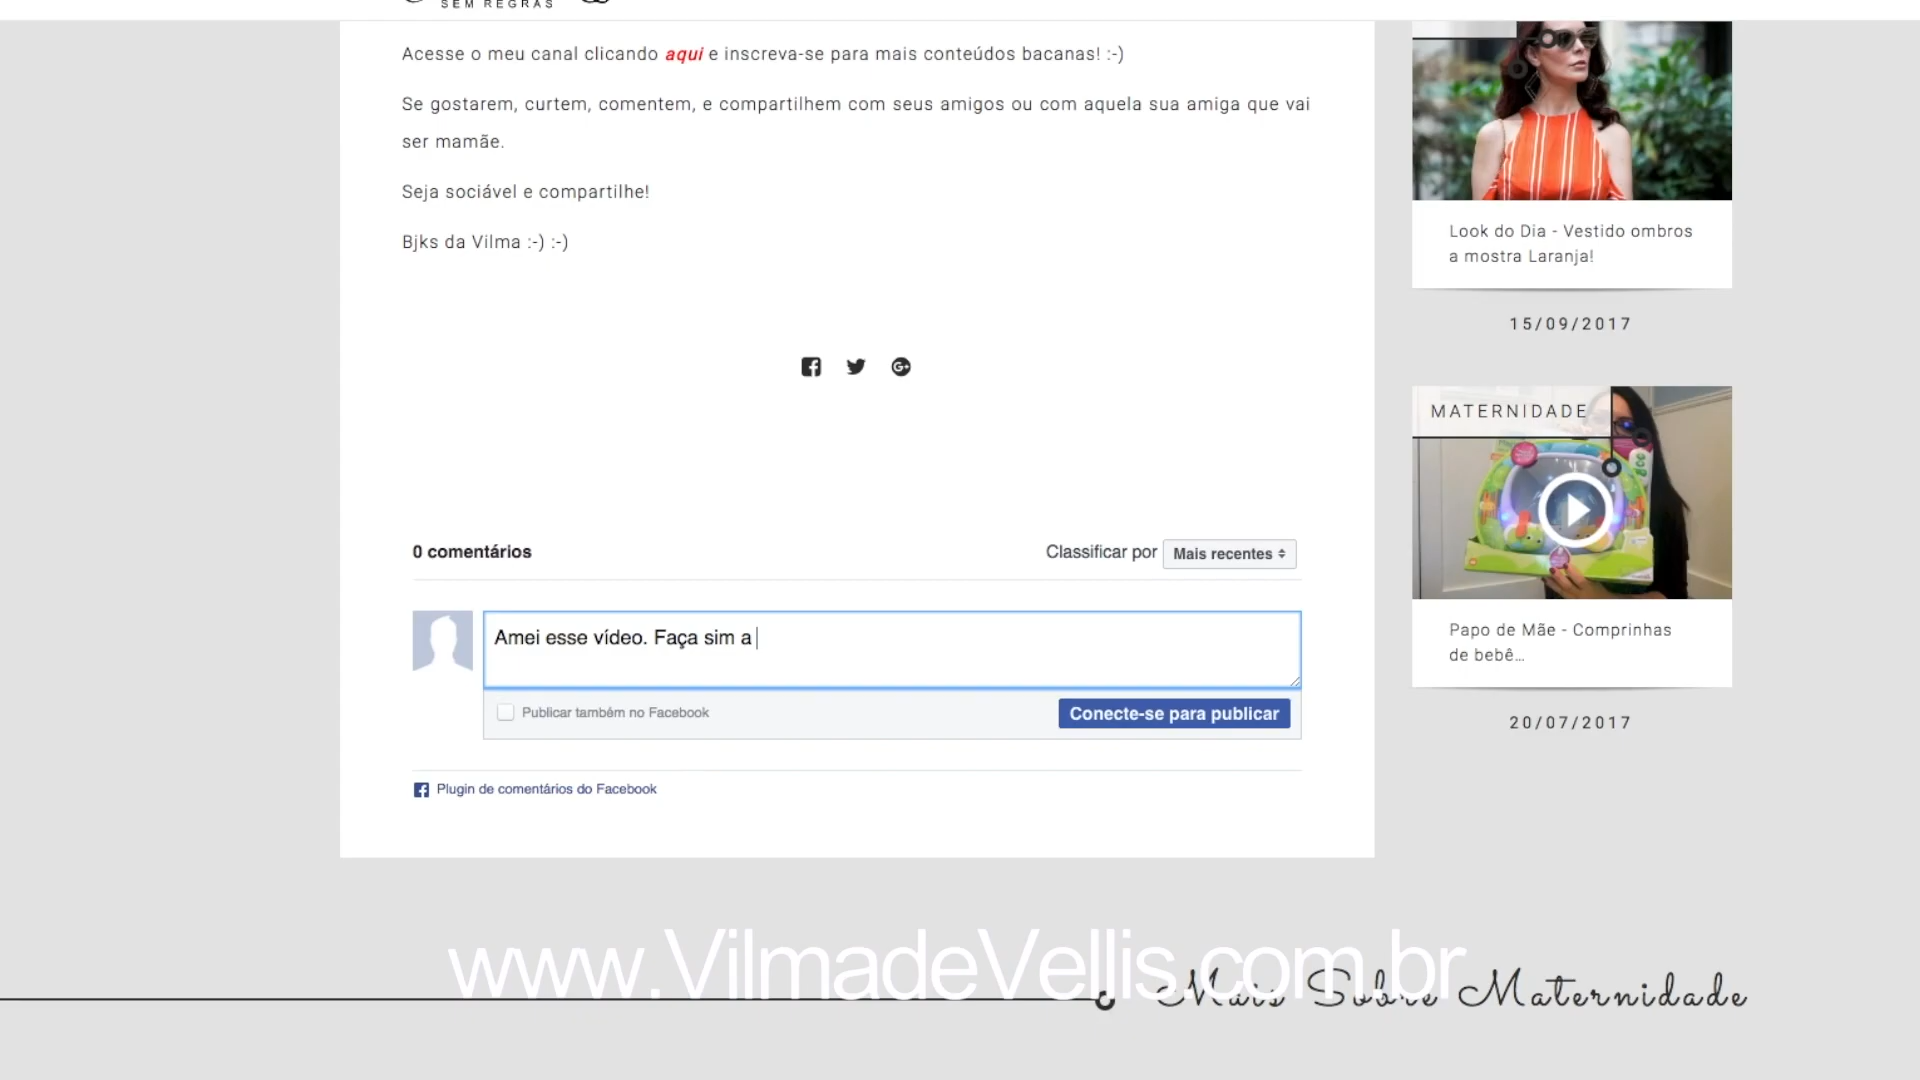 SEM REGRAS
Acesse o meu canal clicando aqui e inscreva-se para mais conteúdos bacanas! :-)
Se gostarem, curtem, comentem, e compartilhem com seus amigos ou com aquela sua amiga que vai
ser mamãe.
Seja sociável e compartilhe!
Bjks da Vilma :-) :-)
0 comentários
Classificar por Mais recentes
Amei esse vídeo. Faça sim a
Publicar também no Facebook
Conecte-se para publicar
Plugin de comentários do Facebook
Look do Dia - Vestido ombros
a mostra Laranja!
15/09/2017
MATERNIDADE
Papo de Mãe - Comprinhas
de bebê...
20/07/2017
www.VilmadeVellis.com.br
Mais Sobre Maternidade